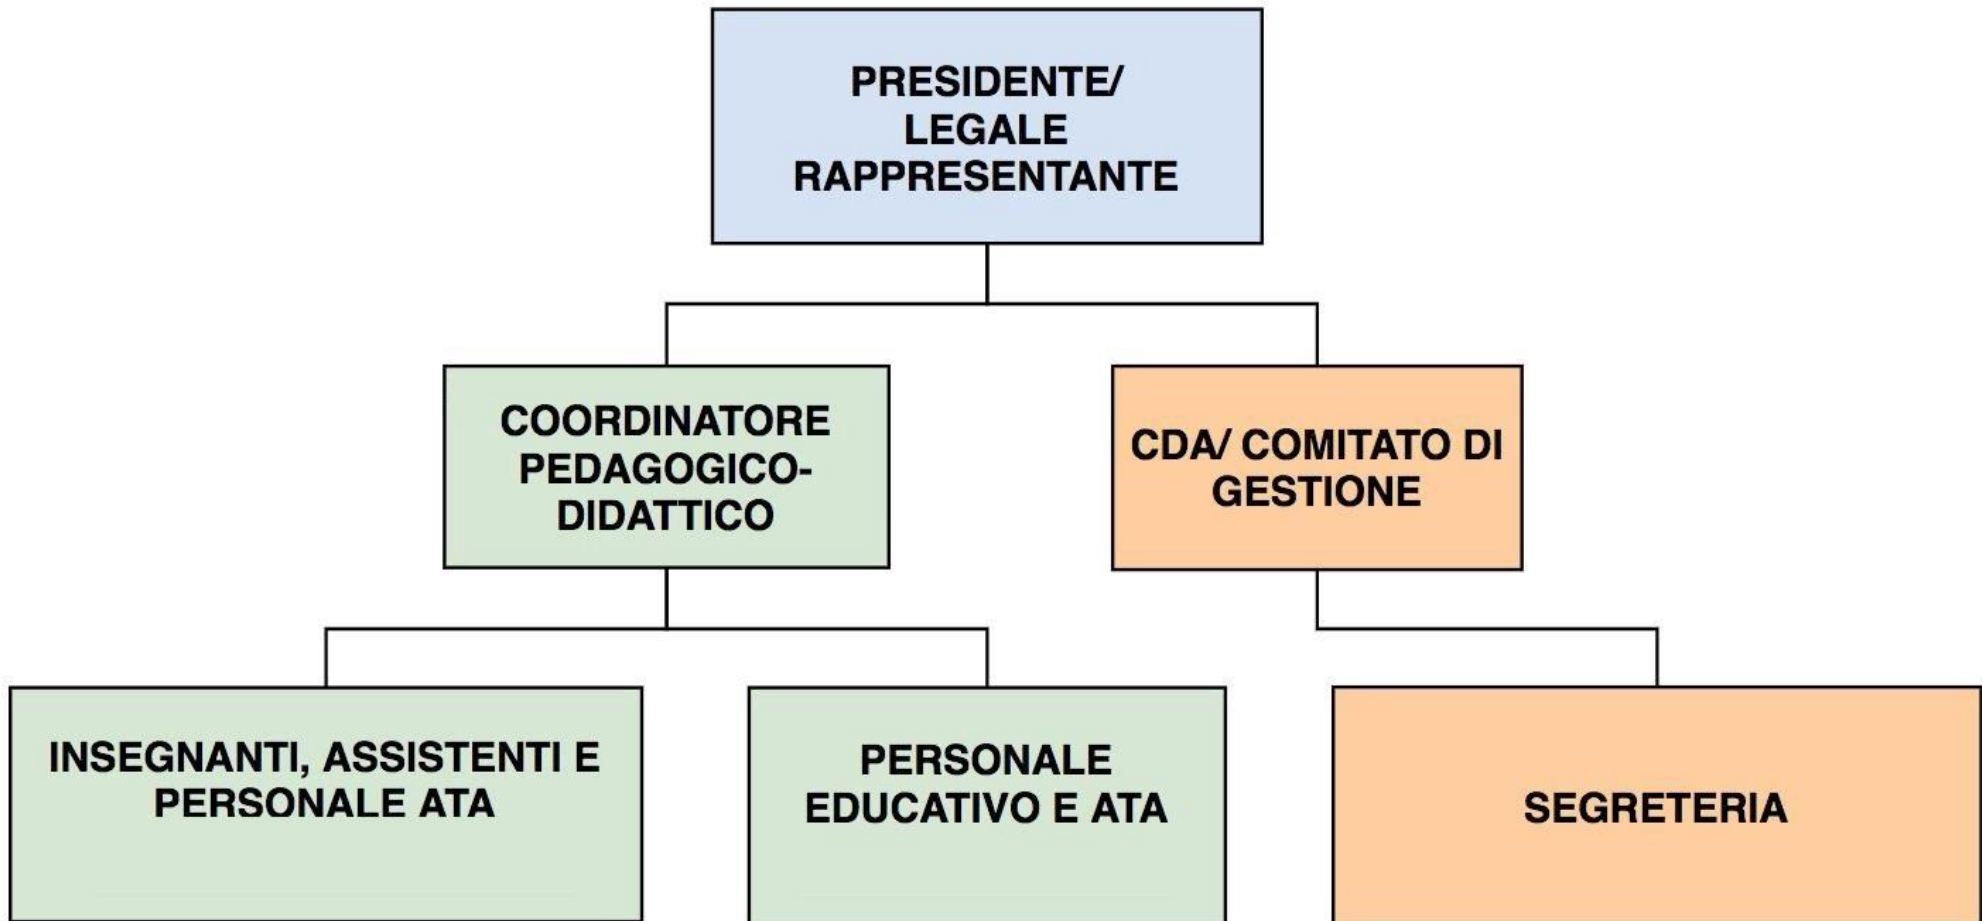 PRESIDENTE/
LEGALE
RAPPRESENTANTE
COORDINATORE
PEDAGOGICO-
DIDATTICO
CDA/ COMITATO DI
GESTIONE
INSEGNANTI, ASSISTENTI E
PERSONALE ATA
PERSONALE
EDUCATIVO E ATA
SEGRETERIA